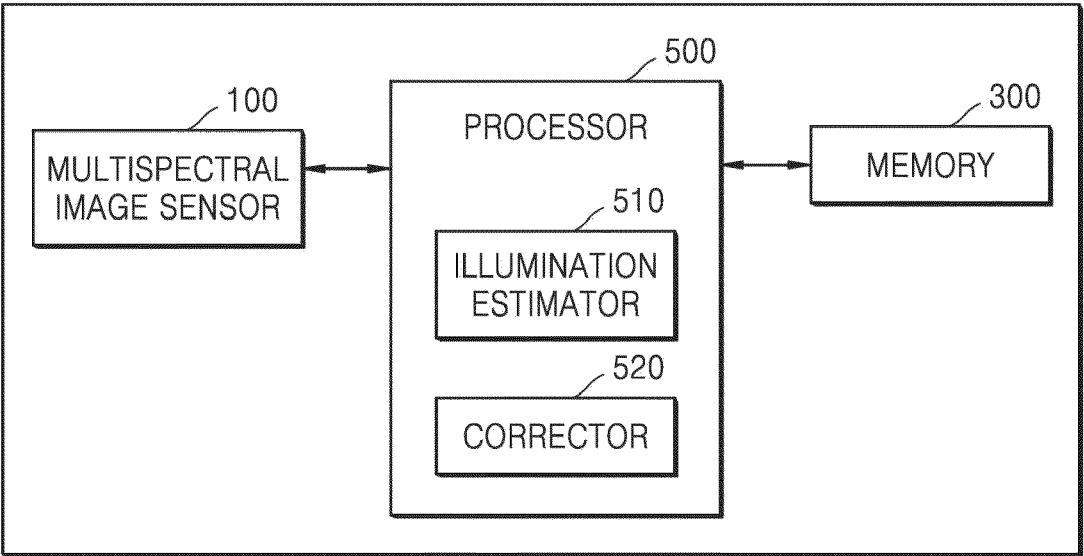 500
100
300
PROCESSOR
MULTISPECTRAL
IMAGE SENSOR
MEMORY
510
ILLUMINATION
ESTIMATOR
520
CORRECTOR